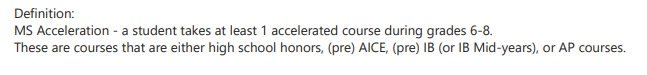 Definition:
MS Acceleration - a student takes at least 1 accelerated course during grades 6-8.
These are courses that are either high school honors, (pre) AICE, (pre) IB (or IB Mid-years), or AP courses.